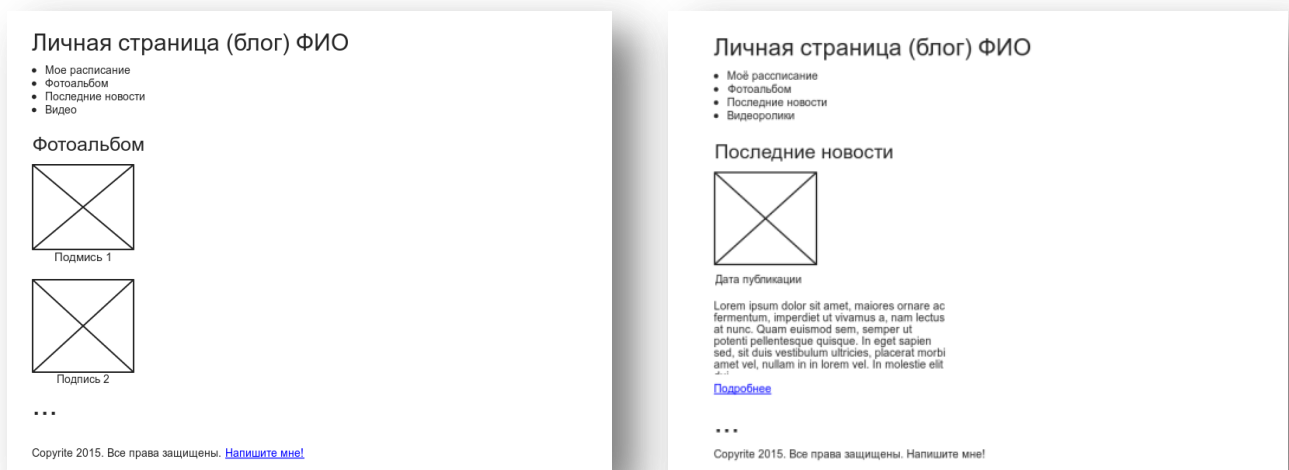 Личная страница (блог) ФИО
Мое расписание
Фотоальбом
Последние новости
Видео
Фотоальбом
Подмись 1
Подпись 2
...
Copyrite 2015. Все права защищены. Напишите мне!
Личная страница (блог) ФИО
Моё рассписание
Фотоальбом
Последние новости
Видеоролики
Последние новости
Дата публикации
Lorem ipsum dolor sit amet, maiores ornare ac
fermentum, imperdiet ut vivamus a, nam lectus
at nunc. Quam euismod sem, semper ut
potenti pellentesque quisque. In eget sapien
sed, sit duis vestibulum ultricies, placerat morbi
amet vel, nullam in in lorem vel. In molestie elit
Подробнее
...
Copyrite 2015. Все права защищены. Напишите мне!